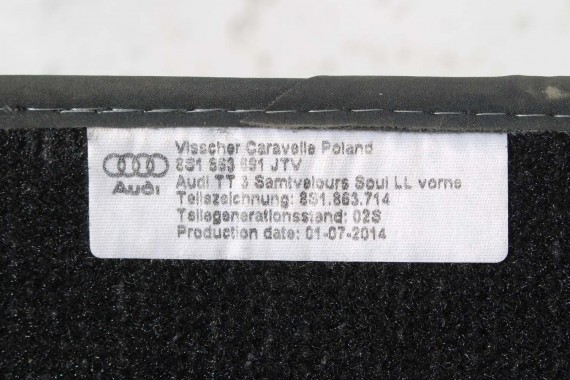 Visscher Caravelle Poland
8S1 863 691 JTV
Audi TT 3 Samtvelours Soul LL vorne
Teilezeichnung: 8S1.863.714
Teilegenerationsstand: 02S
Production date: 01-07-2014
Audi